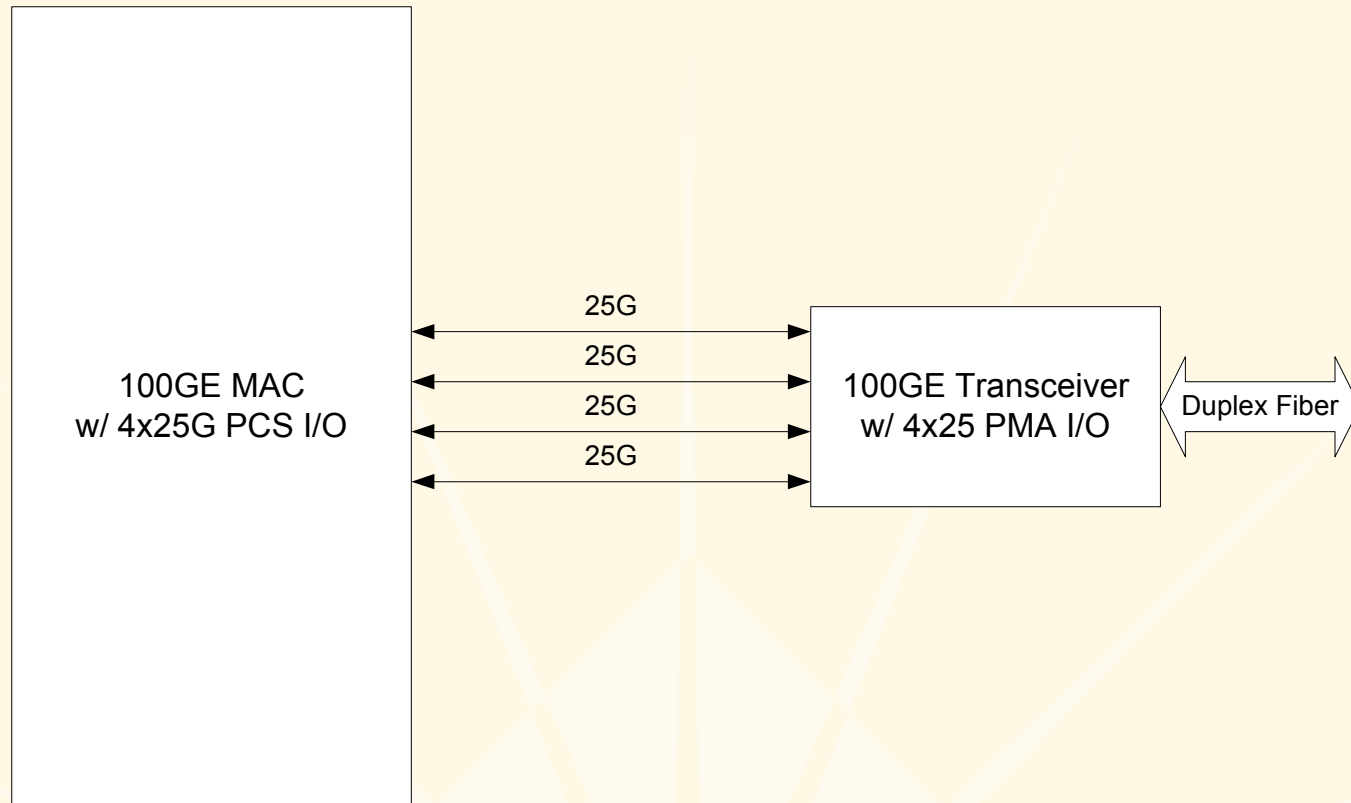 100GE MAC
w/ 4x25G PCS I/O
25G
25G
25G
25G
100GE Transceiver
w/ 4x25 PMA I/O
Duplex Fiber